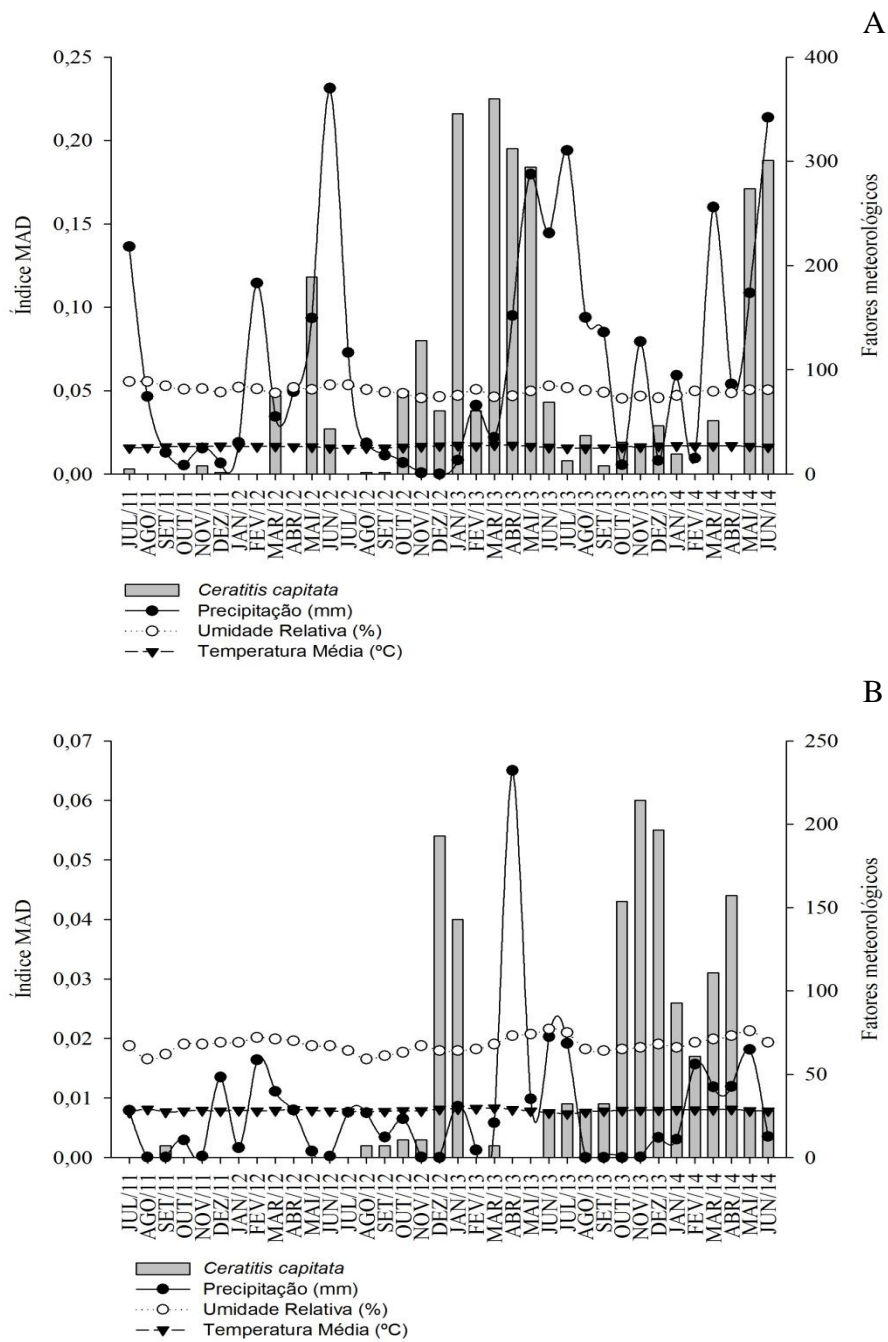 A
0,25
0,20
0,15
0,10
0,05
0,00
Índice MAD
400
300
200
100
0
Fatores meteorológicos
JUL/11
AGO/11
SET/11
OUT/11
NOV/11
DEZ/11
JAN/12
FEV/12
MAR/12
ABR/12
MAI/12
JUN/12
JUL/12
AGO/12
SET/12
OUT/12
NOV/12
DEZ/12
JAN/13
FEV/13
MAR/13
ABR/13
MAI/13
JUN/13
JUL/13
AGO/13
SET/13
OUT/13
NOV/13
DEZ/13
JAN/14
FEV/14
MAR/14
ABR/14
MAI/14
JUN/14
Ceratitis capitata
Precipitação (mm)
Umidade Relativa (%)
Temperatura Média (ºC)
B
0,07
0,06
0,05
0,04
0,03
0,02
0,01
0,00
Índice MAD
250
200
150
100
50
0
Fatores meteorológicos
JUL/11
AGO/11
SET/11
OUT/11
NOV/11
DEZ/11
JAN/12
FEV/12
MAR/12
ABR/12
MAI/12
JUN/12
JUL/12
AGO/12
SET/12
OUT/12
NOV/12
DEZ/12
JAN/13
FEV/13
MAR/13
ABR/13
MAI/13
JUN/13
JUL/13
AGO/13
SET/13
OUT/13
NOV/13
DEZ/13
JAN/14
FEV/14
MAR/14
ABR/14
MAI/14
JUN/14
Ceratitis capitata
Precipitação (mm)
Umidade Relativa (%)
Temperatura Média (ºC)